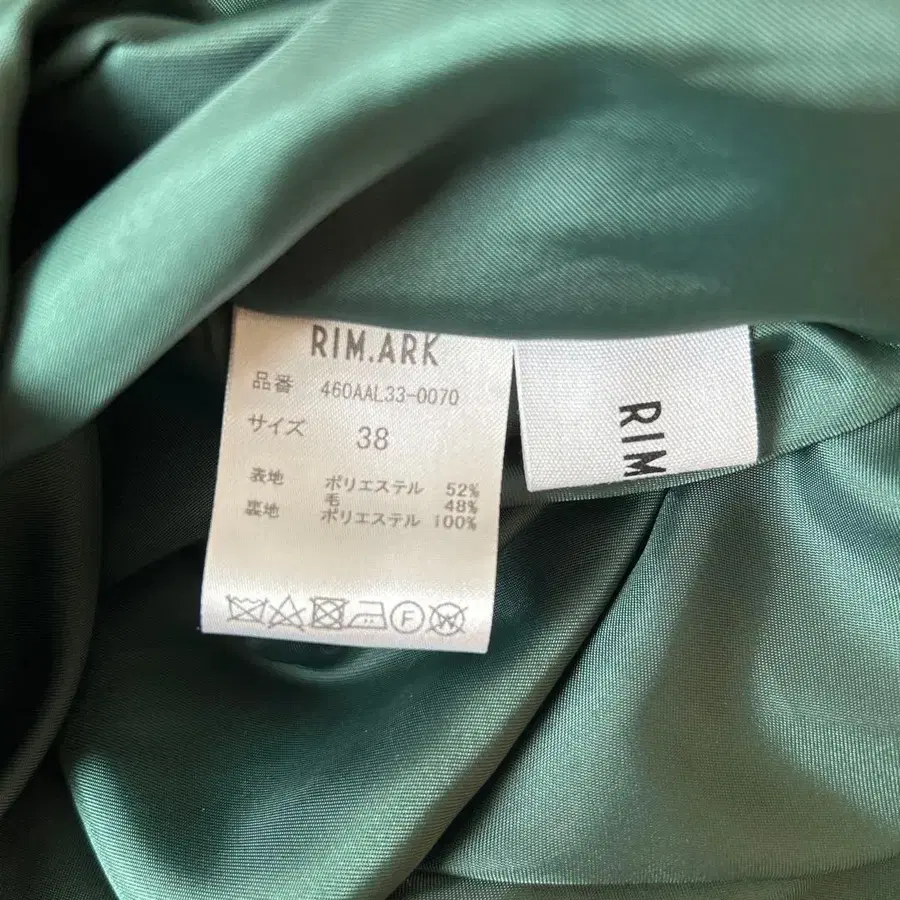 RIM.ARK
品番 460AAL33-0070
サイズ 38
表地 ポリエステル 52%
毛 48%
裏地 ポリエステル 100%
F
W
RIM